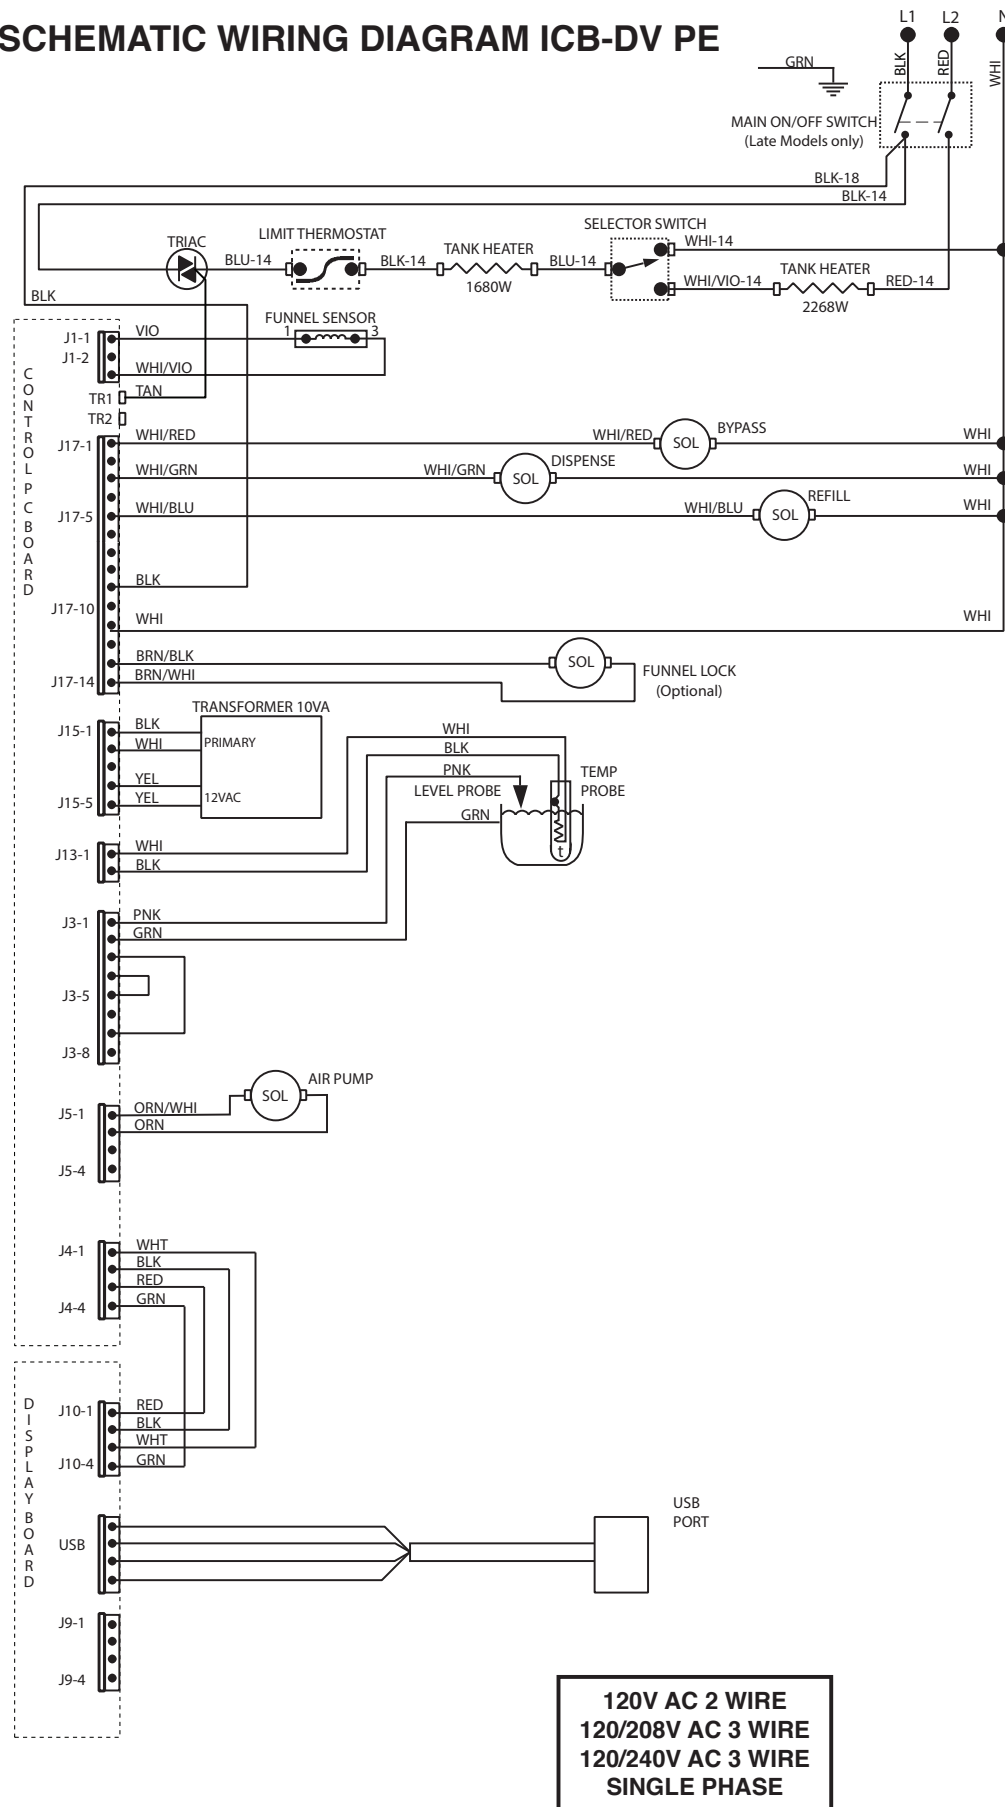 SCHEMATIC WIRING DIAGRAM ICB-DV PE
L1 L2 N
GRN
BLK
RED
WHI
MAIN ON/OFF SWITCH
(Late Models only)
BLK-18
BLK-14
SELECTOR SWITCH
LIMIT THERMOSTAT
TRIAC
TANK HEATER
WHI-14
BLU-14
BLK-14
BLU-14
1680W
TANK HEATER
WHI/VIO-14
RED-14
2268W
BLK
FUNNEL SENSOR
1 3
CONTROL PC BOARD
J1-1
VIO
J1-2
WHI/VIO
TR1
TAN
TR2
J17-1
WHI/RED
WHI/RED
SOL
BYPASS
WHI
WHI/GRN
WHI/GRN
SOL
DISPENSE
WHI
J17-5
WHI/BLU
WHI/BLU
SOL
REFILL
WHI
BLK
J17-10
WHI
WHI
BRN/BLK
SOL
FUNNEL LOCK
(Optional)
J17-14
BRN/WHI
TRANSFORMER 10VA
J15-1
BLK
WHI
PRIMARY
YEL
J15-5
YEL
12VAC
WHI
BLK
PNK
LEVEL PROBE
TEMP
PROBE
GRN
t
J13-1
WHI
BLK
J3-1
PNK
GRN
J3-5
J3-8
AIR PUMP
SOL
J5-1
ORN/WHI
ORN
J5-4
J4-1
WHT
BLK
RED
J4-4
GRN
DISPLAY BOARD
J10-1
RED
BLK
WHT
J10-4
GRN
USB
USB
PORT
J9-1
J9-4
120V AC 2 WIRE
120/208V AC 3 WIRE
120/240V AC 3 WIRE
SINGLE PHASE